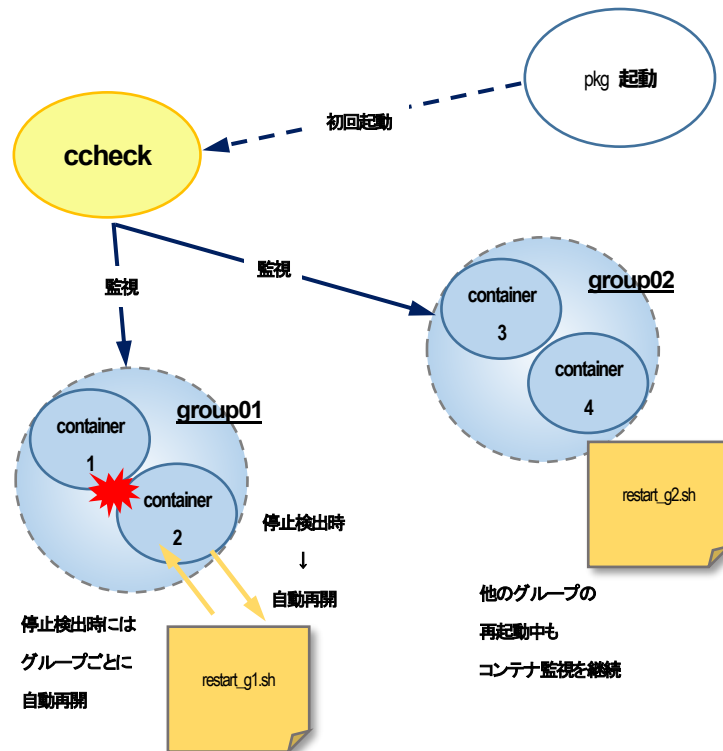 pkg 起動
初回起動
ccheck
監視
監視
group02
container
3
container
4
restart_g2.sh
group01
container
1
container
2
停止検出時
↓
自動再開
停止検出時には
グループごとに
自動再開
restart_g1.sh
他のグループの
再起動中も
コンテナ監視を継続